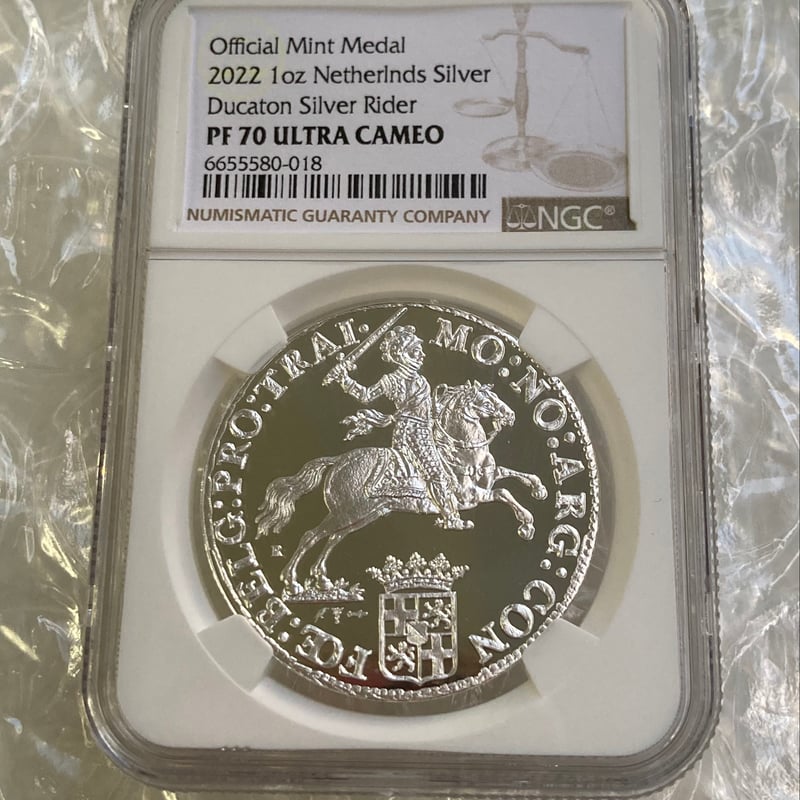 Official Mint Medal
2022 1oz Netherlnds Silver
Ducaton Silver Rider
PF 70 ULTRA CAMEO
6655580-018
NUMISMATIC GUARANTY COMPANY
NGC®
MO:NO:ARG:CON
FŒ:BELG:PRO:TRAI.